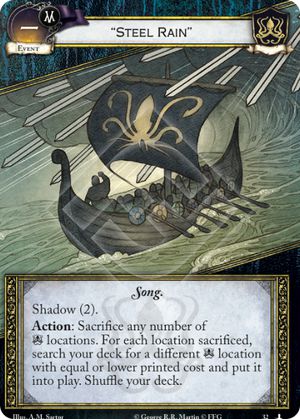 –
"STEEL RAIN"
EVENT
Song.
Shadow (2).
Action: Sacrifice any number of
locations. For each location sacrificed,
search your deck for a different location
with equal or lower printed cost and put it
into play. Shuffle your deck.
Illus. A.M. Sartor
© George R.R. Martin © FFG
32